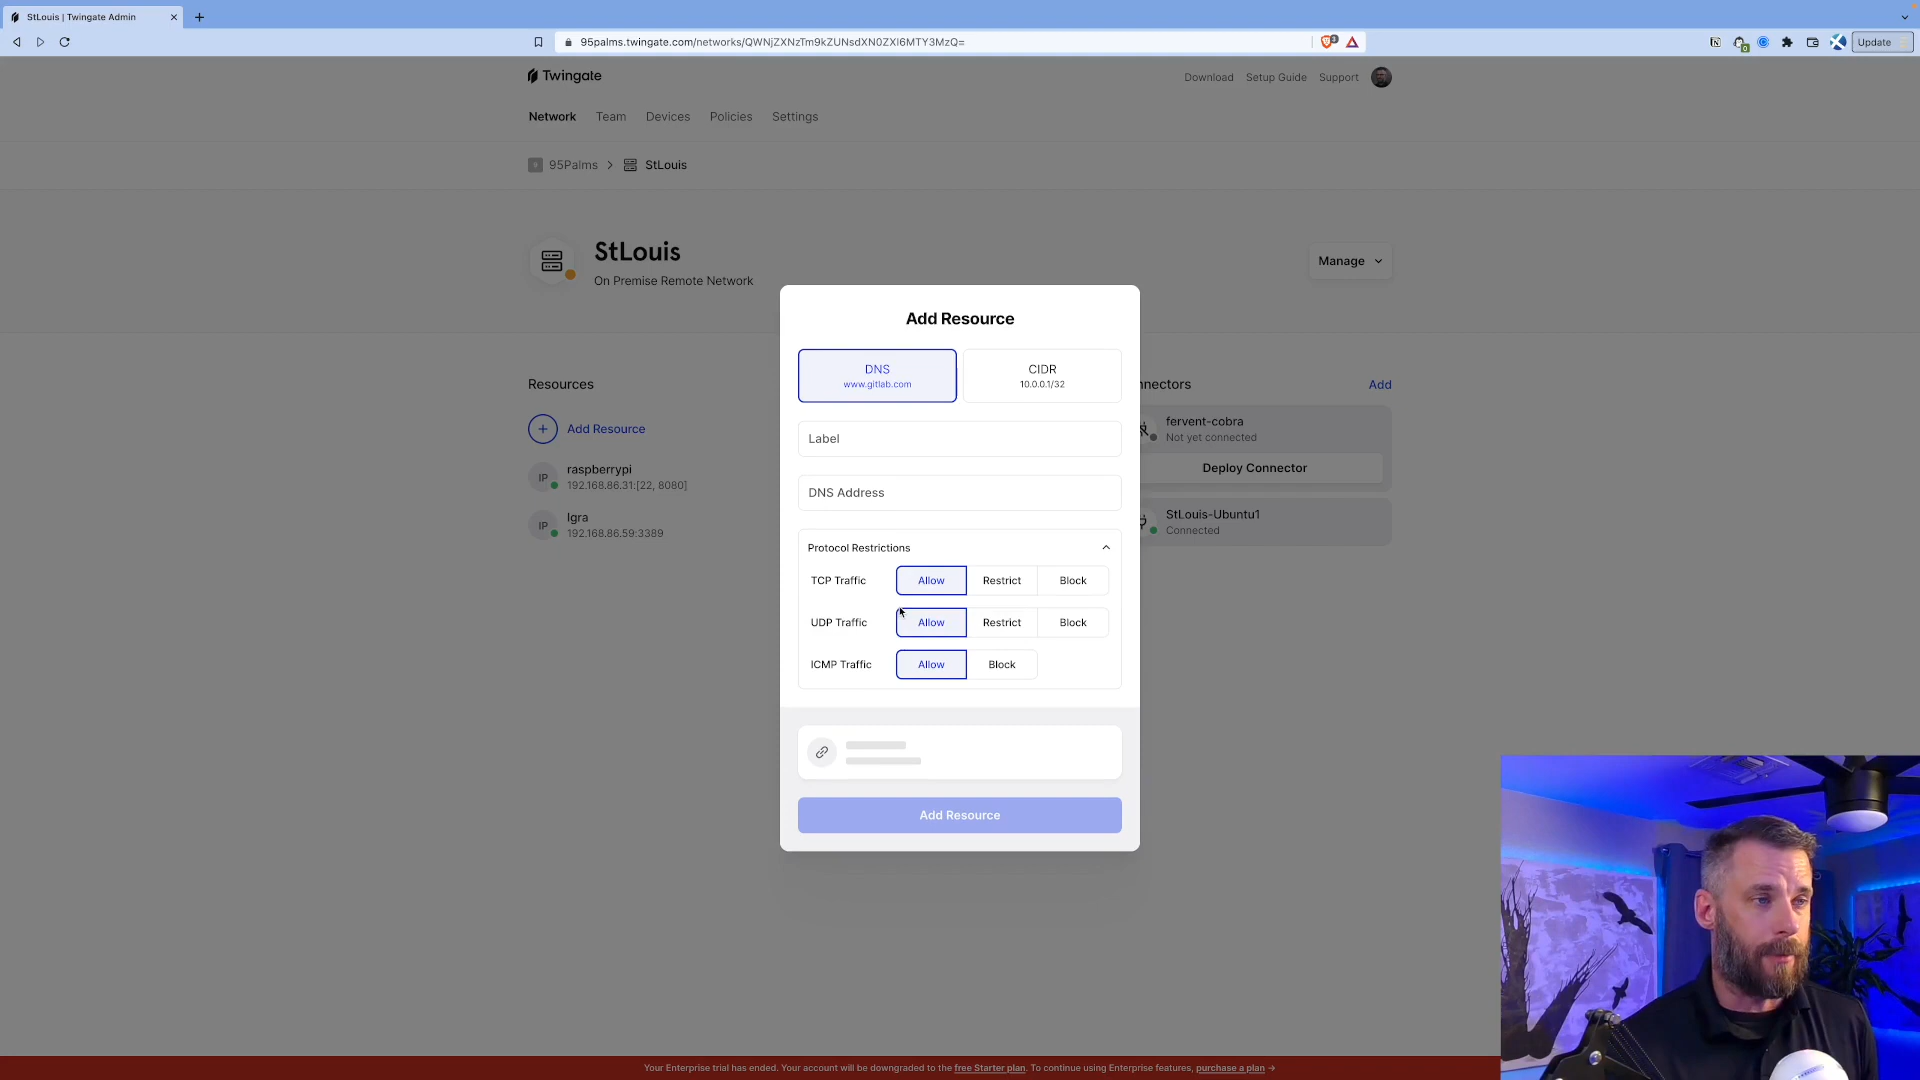 StLouis | Twingate Admin
95palms.twingate.com/networks/QWNjZXNzTm9kZUNsdXN0ZXI6MTY3MzQ=
Update
Twingate
Download
Setup Guide
Support
Network
Team
Devices
Policies
Settings
95Palms
StLouis
StLouis
On Premise Remote Network
Manage
Resources
Add Resource
IP
raspberrypi
192.168.86.31:[22, 8080]
IP
Igra
192.168.86.59:3389
Add Resource
DNS
www.gitlab.com
CIDR
10.0.0.1/32
Label
DNS Address
Protocol Restrictions
TCP Traffic
Allow
Restrict
Block
UDP Traffic
Allow
Restrict
Block
ICMP Traffic
Allow
Block
Add Resource
nnectors
Add
fervent-cobra
Not yet connected
Deploy Connector
StLouis-Ubuntu1
Connected
Your Enterprise trial has ended. Your account will be downgraded to the free Starter plan. To continue using Enterprise features, purchase a plan →